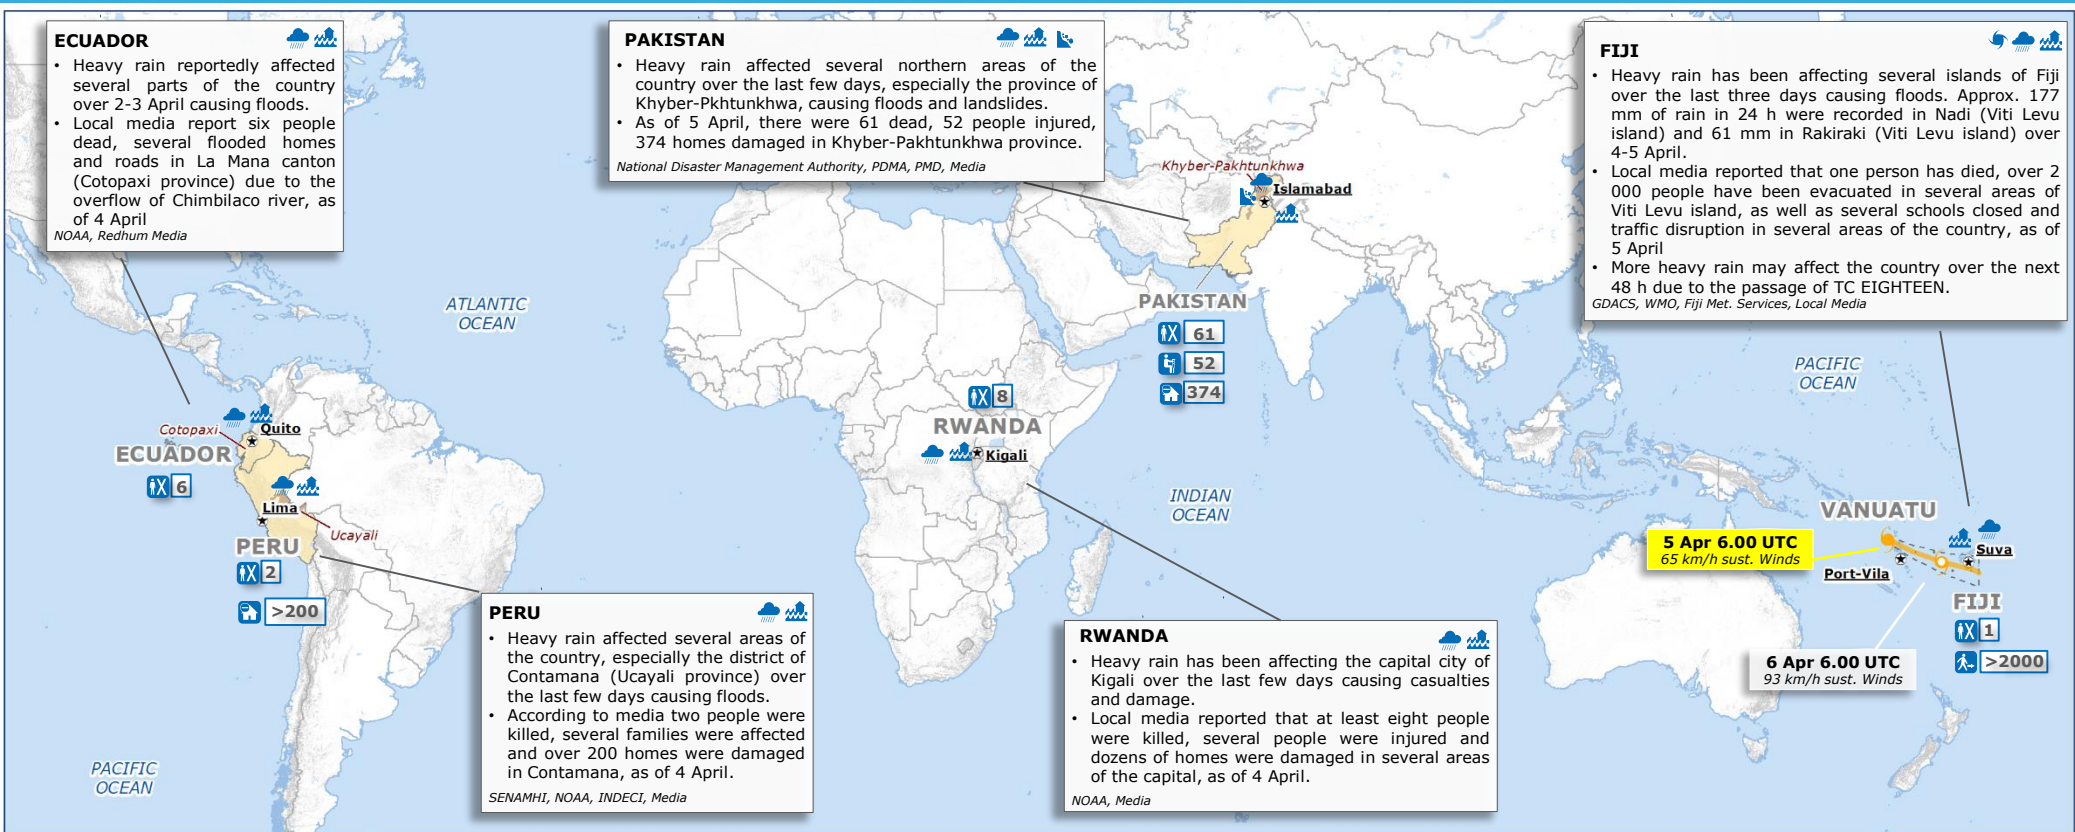 ECUADOR
• Heavy rain reportedly affected
several parts of the country
over 2-3 April causing floods.
• Local media report six people
dead, several flooded homes
and roads in La Mana canton
(Cotopaxi province) due to the
overflow of Chimbilaco river, as
of 4 April
NOAA, Redhum Media
PAKISTAN
• Heavy rain affected several northern areas of the
country over the last few days, especially the province of
Khyber-Pkhtunkhwa, causing floods and landslides.
• As of 5 April, there were 61 dead, 52 people injured,
374 homes damaged in Khyber-Pakhtunkhwa province.
National Disaster Management Authority, PDMA, PMD, Media
FIJI
• Heavy rain has been affecting several islands of Fiji
over the last three days causing floods. Approx. 177
mm of rain in 24 h were recorded in Nadi (Viti Levu
island) and 61 mm in Rakiraki (Viti Levu island) over
4-5 April.
• Local media reported that one person has died, over 2
000 people have been evacuated in several areas of
Viti Levu island, as well as several schools closed and
traffic disruption in several areas of the country, as of
5 April
• More heavy rain may affect the country over the next
48 h due to the passage of TC EIGHTEEN.
GDACS, WMO, Fiji Met. Services, Local Media
Khyber-Pakhtunkhwa
Islamabad
PAKISTAN
61
52
374
ATLANTIC
OCEAN
PACIFIC
OCEAN
8
RWANDA
Kigali
Cotopaxi
Quito
ECUADOR
6
Lima
Ucayali
PERU
2
>200
INDIAN
OCEAN
VANUATU
5 Apr 6.00 UTC
65 km/h sust. Winds
Suva
Port-Vila
FIJI
1
>2000
6 Apr 6.00 UTC
93 km/h sust. Winds
PERU
• Heavy rain affected several areas of
the country, especially the district of
Contamana (Ucayali province) over
the last few days causing floods.
• According to media two people were
killed, several families were affected
and over 200 homes were damaged
in Contamana, as of 4 April.
SENAMHI, NOAA, INDECI, Media
RWANDA
• Heavy rain has been affecting the capital city of
Kigali over the last few days causing casualties
and damage.
• Local media reported that at least eight people
were killed, several people were injured and
dozens of homes were damaged in several areas
of the capital, as of 4 April.
NOAA, Media
PACIFIC
OCEAN